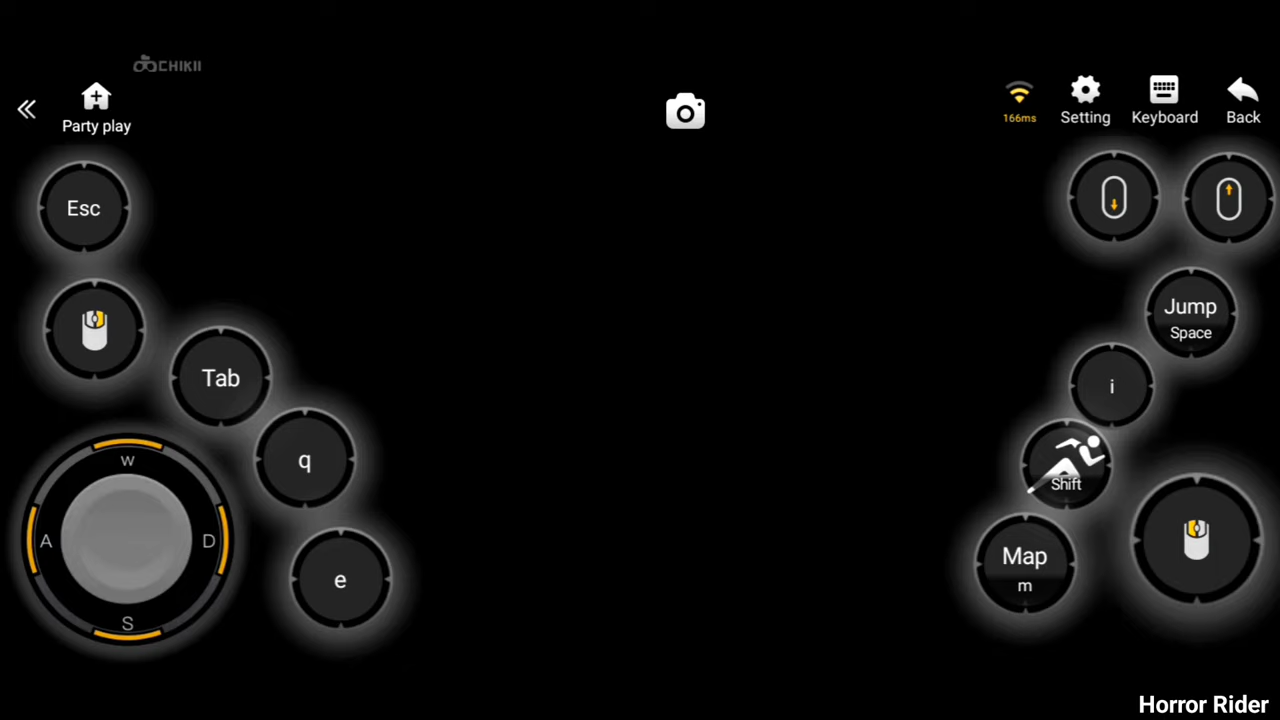 CHIKII
Party play
166ms
Setting
Keyboard
Back
Esc
Jump
Space
Tab
i
q
Shift
W
A
D
S
e
Map
m
Horror Rider